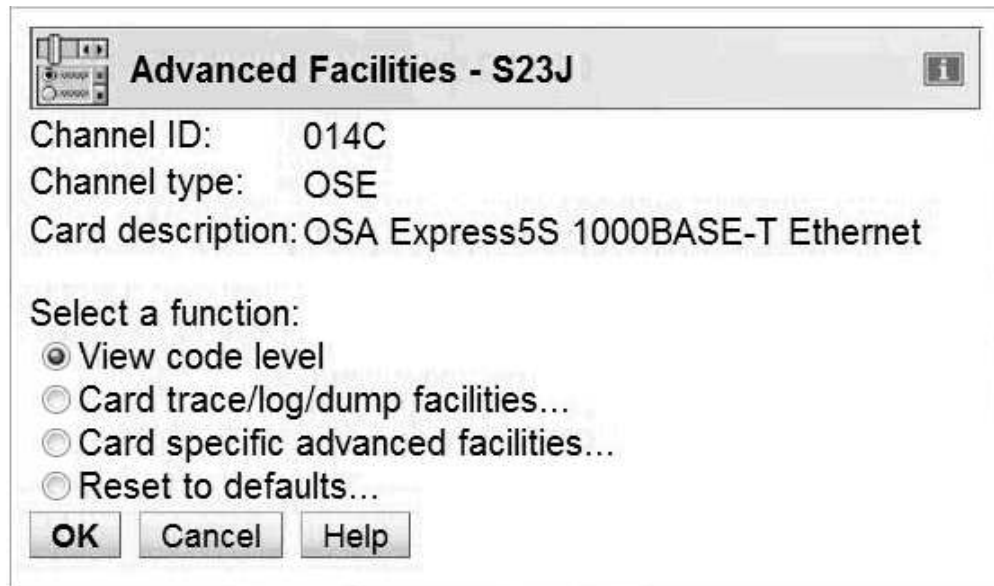 Advanced Facilities - S23J
Channel ID: 014C
Channel type: OSE
Card description: OSA Express5S 1000BASE-T Ethernet
Select a function:
View code level
Card trace/log/dump facilities...
Card specific advanced facilities...
Reset to defaults...
OK Cancel Help